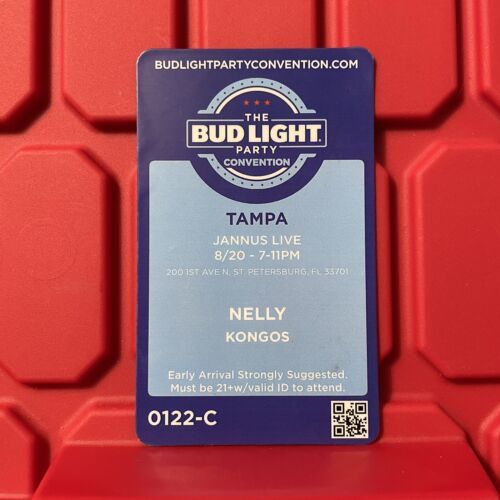 BUDLIGHTPARTYCONVENTION.COM
THE
BUD LIGHT
PARTY
CONVENTION
TAMPA
JANNUS LIVE
8/20 - 7-11PM
200 1ST AVE N, ST. PETERSBURG, FL 33701
NELLY
KONGOS
Early Arrival Strongly Suggested.
Must be 21+w/valid ID to attend.
0122-C